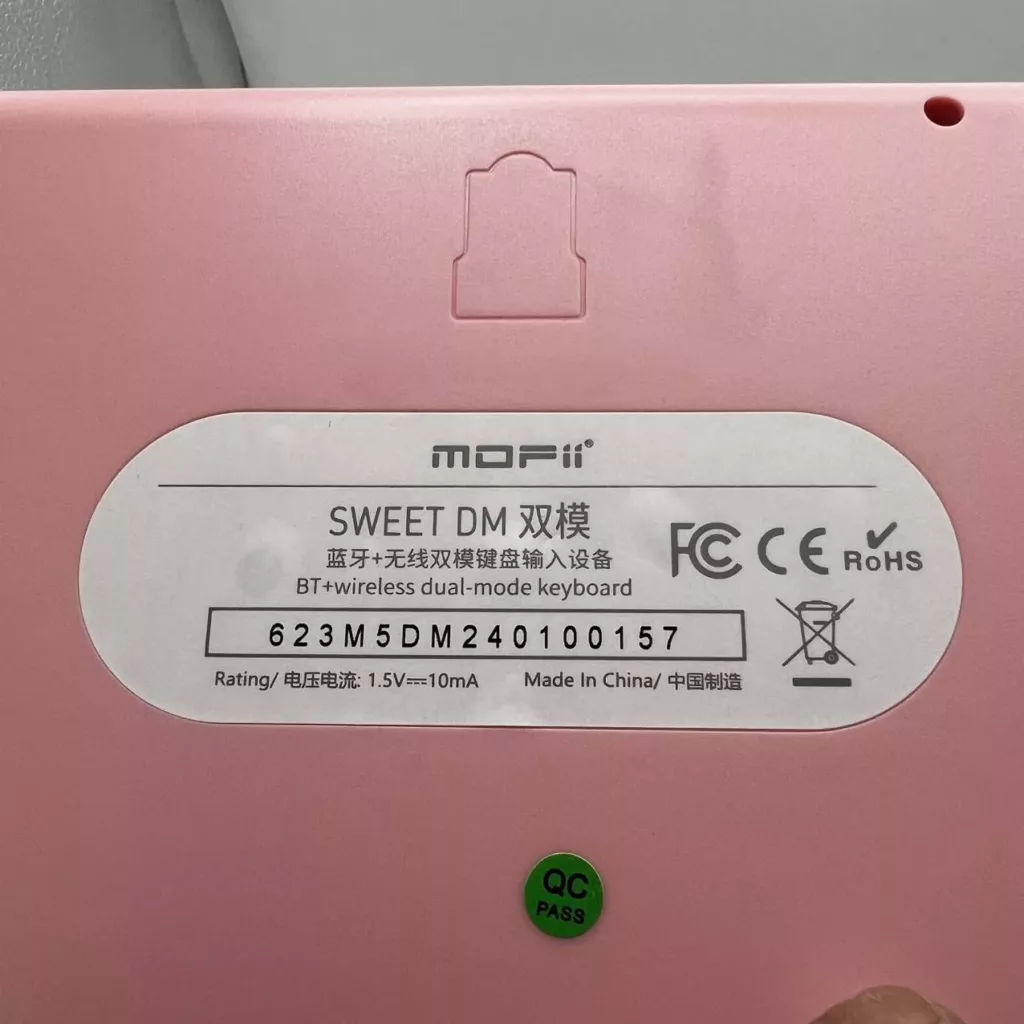 MOFii®
SWEET DM 双模
蓝牙+无线双模键盘输入设备
BT+wireless dual-mode keyboard
FC CE RoHS
623M5DM240100157
Rating/ 电压电流: 1.5V⎓10mA Made In China/ 中国制造
QC
PASS